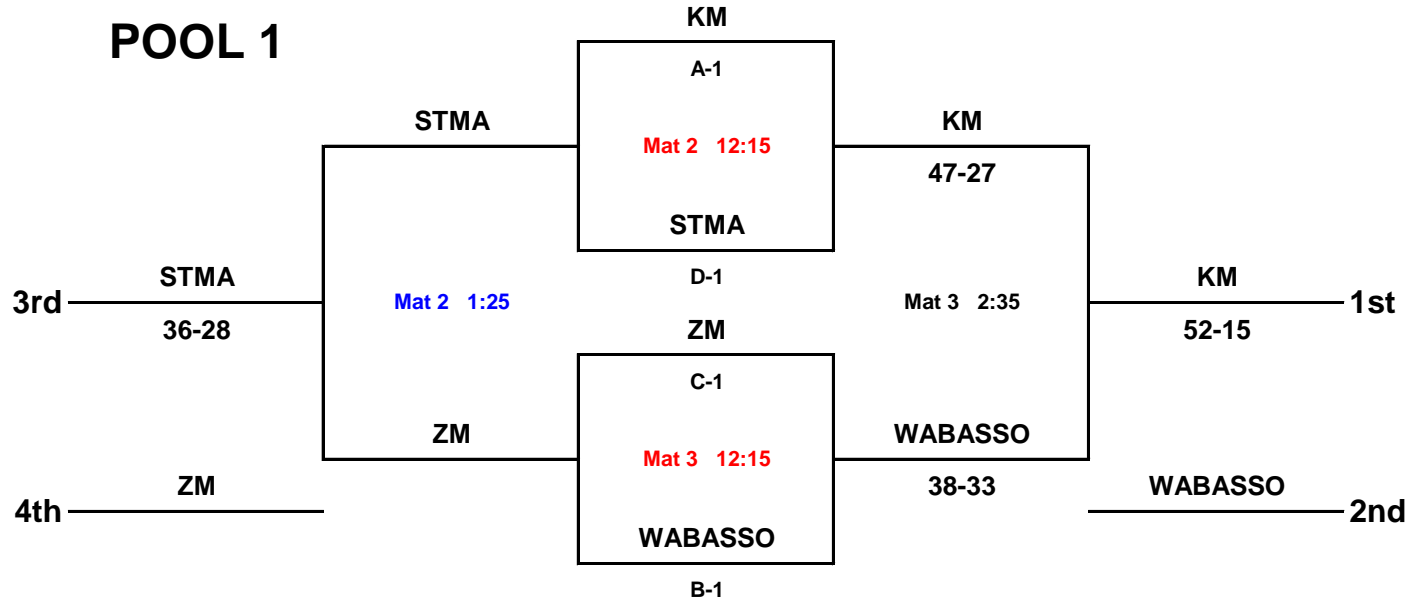 KM
POOL 1
A-1
STMA
KM
Mat 2 12:15
47-27
STMA
STMA
D-1
KM
3rd
Mat 2 1:25
Mat 3 2:35
1st
36-28
ZM
52-15
C-1
ZM
WABASSO
Mat 3 12:15
ZM
38-33
WABASSO
4th
2nd
WABASSO
B-1